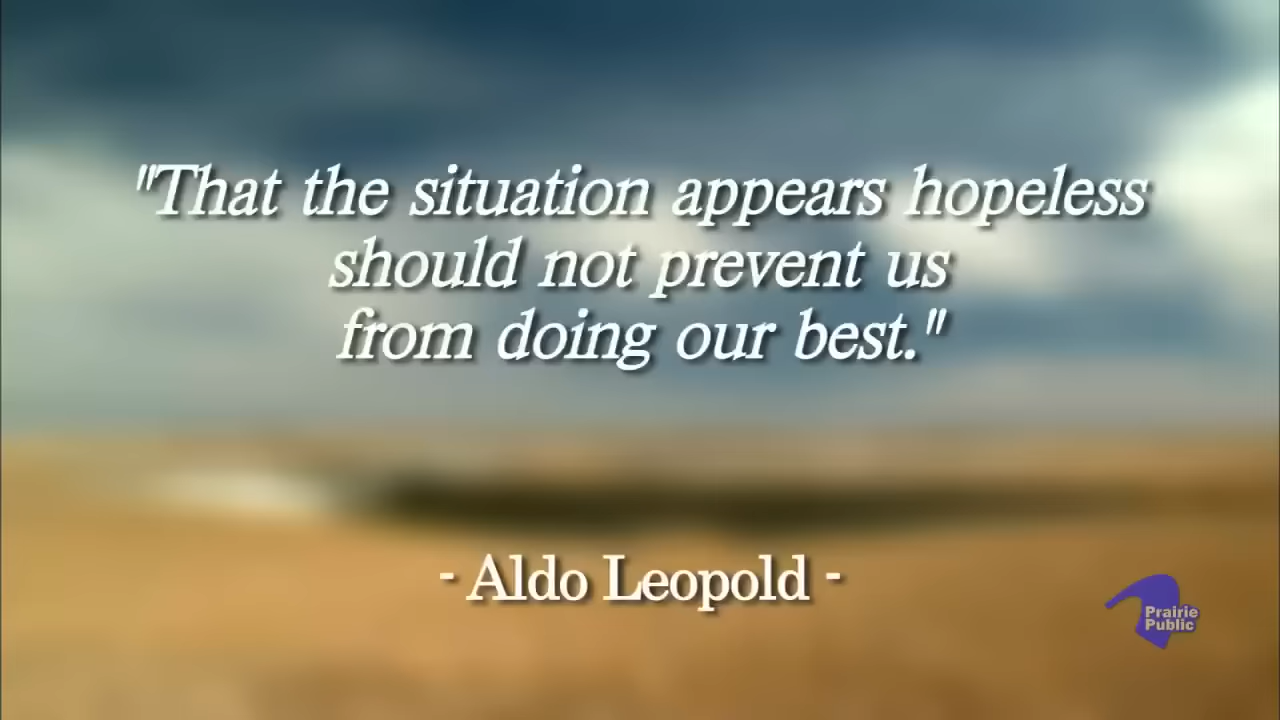 "That the situation appears hopeless
should not prevent us
from doing our best."
- Aldo Leopold -
Prairie
Public